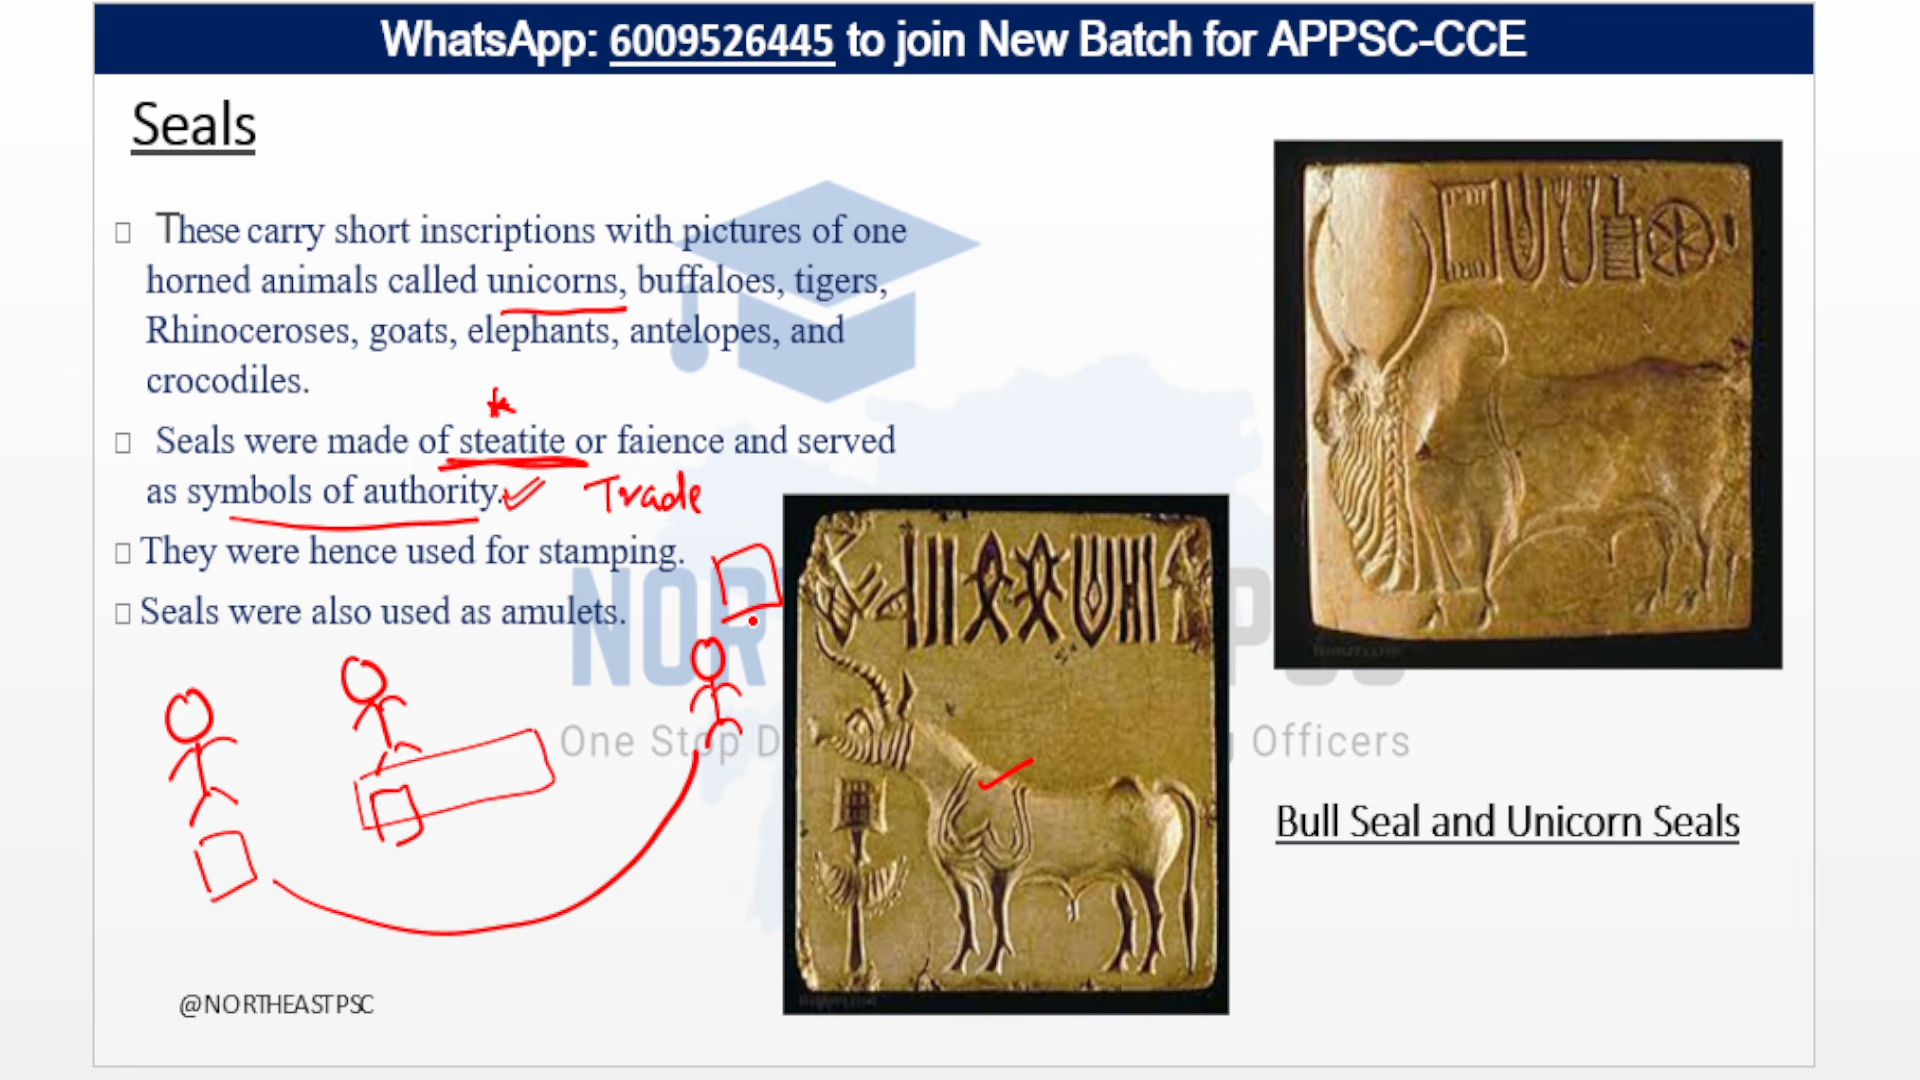 WhatsApp: 6009526445 to join New Batch for APPSC-CCE
Seals
These carry short inscriptions with pictures of one
horned animals called unicorns, buffaloes, tigers,
Rhinoceroses, goats, elephants, antelopes, and
crocodiles.
Seals were made of steatite or faience and served
as symbols of authority.
Trade
They were hence used for stamping.
Seals were also used as amulets.
NOR PSC
One Stop D g Officers
Bull Seal and Unicorn Seals
@NORTHEASTPSC